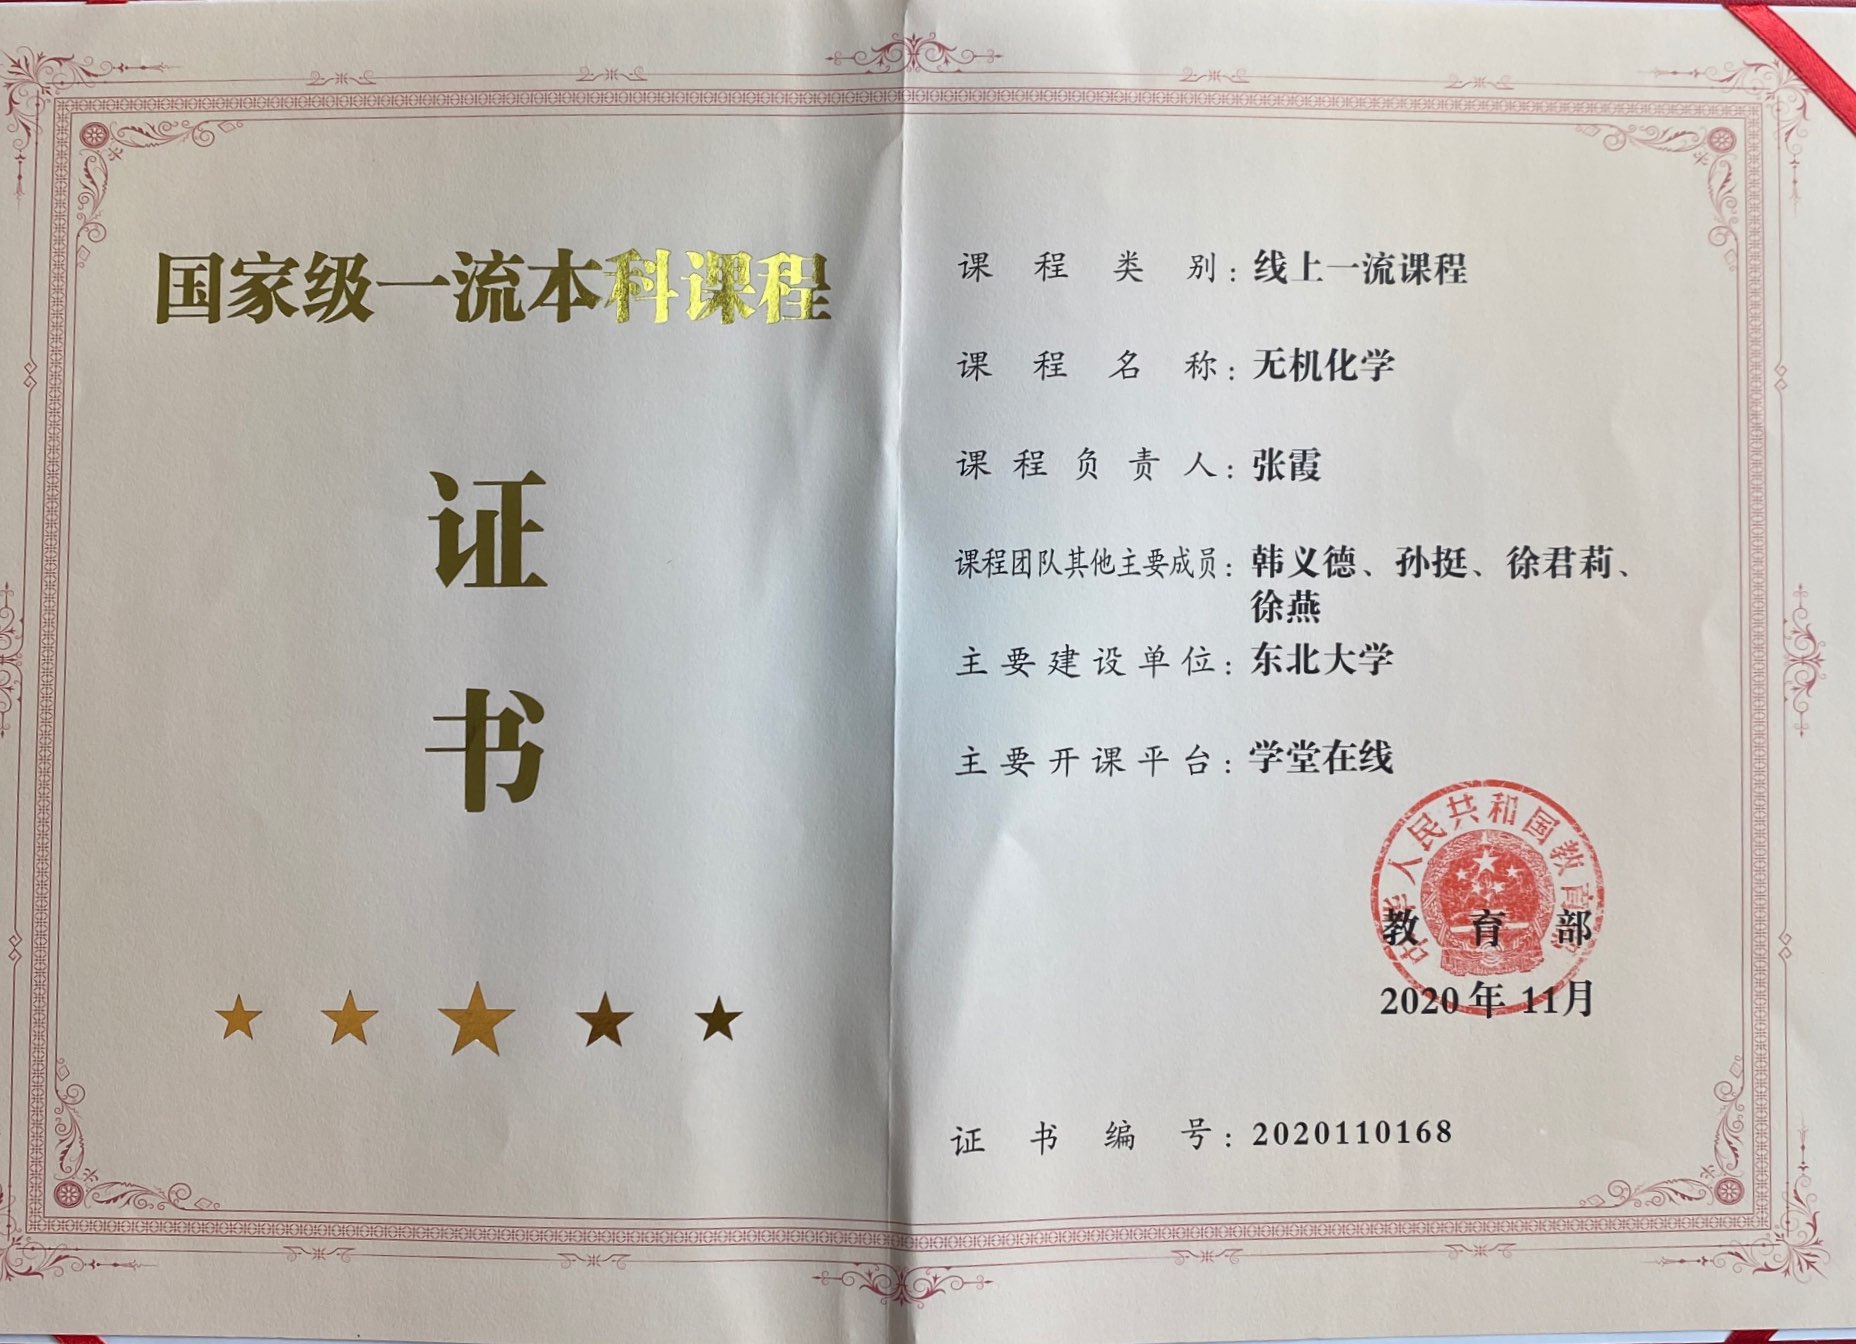 国家级一流本科课程
证
书
课程类别：线上一流课程
课程名称：无机化学
课程负责人：张霞
课程团队其他主要成员：韩义德、孙挺、徐君莉、
徐燕
主要建设单位：东北大学
主要开课平台：学堂在线
中华人民共和国教育部
教育部
2020年11月
证书编号：2020110168